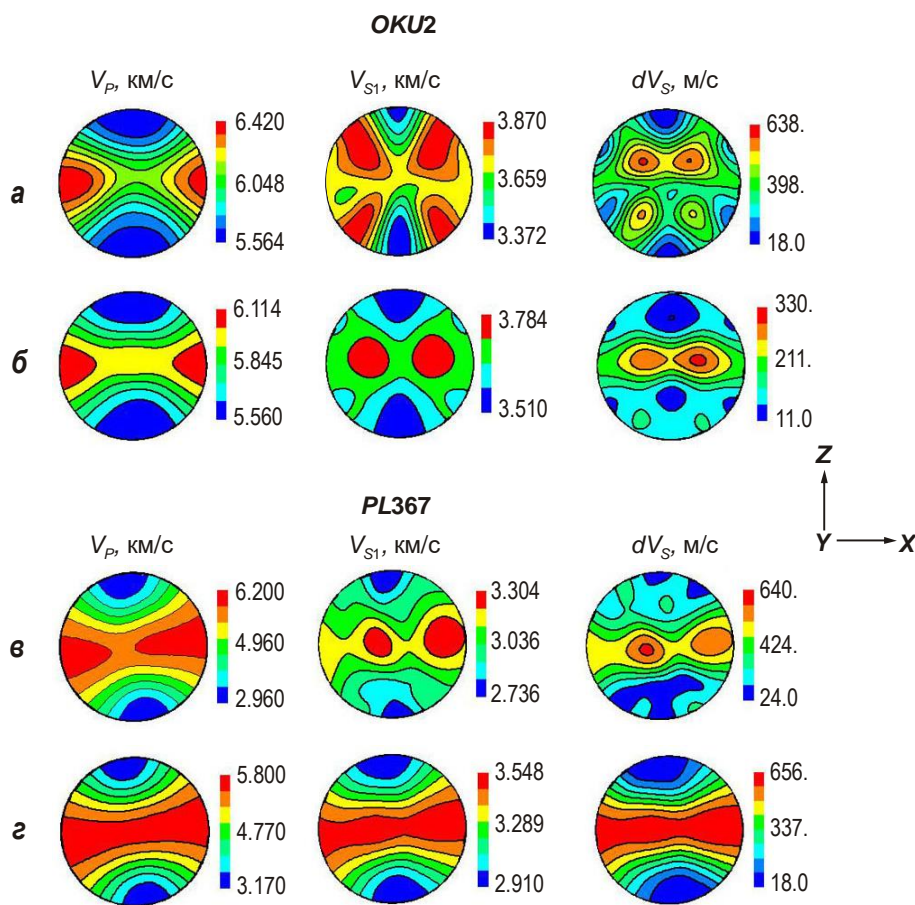 OKU2
V_P, км/с V_S1, км/с dV_S, м/с
а
6.420 3.870 638.
6.048 3.659 398.
5.564 3.372 18.0
б
6.114 3.784 330.
5.845 211.
5.560 3.510 11.0
Z
Y X
PL367
V_P, км/с V_S1, км/с dV_S, м/с
в
6.200 3.304 640.
4.960 3.036 424.
2.960 2.736 24.0
г
5.800 3.548 656.
4.770 3.289 337.
3.170 2.910 18.0